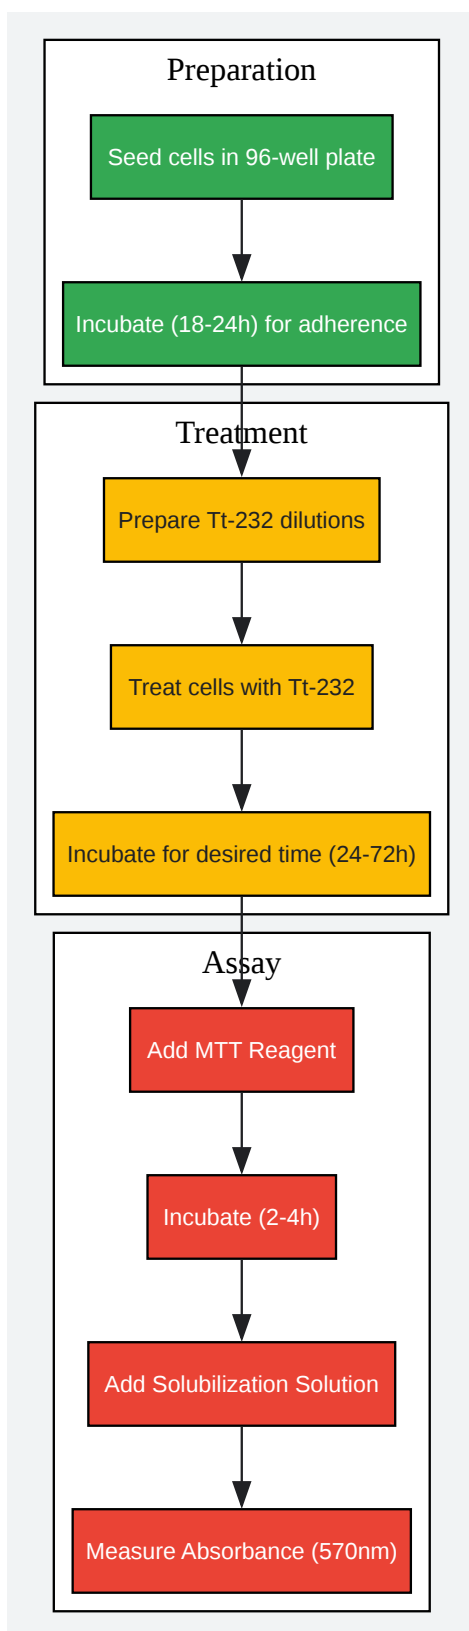 Preparation
Seed cells in 96-well plate
Incubate (18-24h) for adherence
Treatment
Prepare Tt-232 dilutions
Treat cells with Tt-232
Incubate for desired time (24-72h)
Assay
Add MTT Reagent
Incubate (2-4h)
Add Solubilization Solution
Measure Absorbance (570nm)